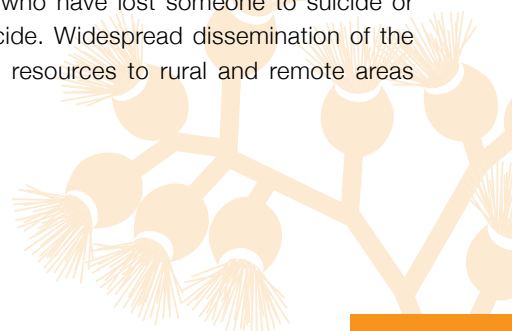 who have lost someone to suicide or
cide. Widespread dissemination of the
resources to rural and remote areas